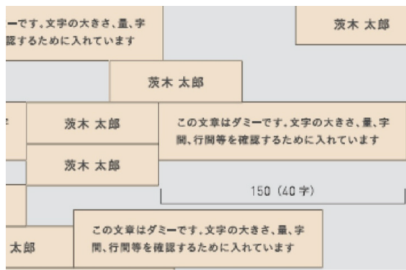 ーです。文字の大きさ、量、字
認するために入れています
茨木 太郎
茨木 太郎
茨木 太郎
この文章はダミーです。文字の大きさ、量、字
間、行間等を確認するために入れています
茨木 太郎
150（40字）
太郎
この文章はダミーです。文字の大きさ、量、字
間、行間等を確認するために入れています